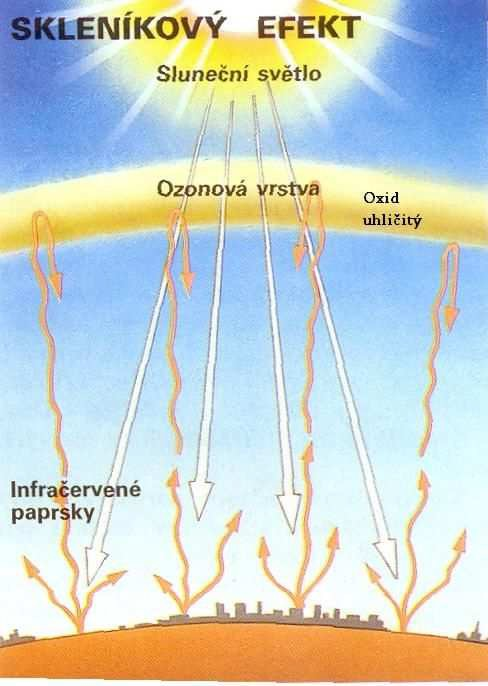 SKLENÍKOVÝ EFEKT
Sluneční světlo
Ozonová vrstva
Oxid
uhličitý
Infračervené
paprsky